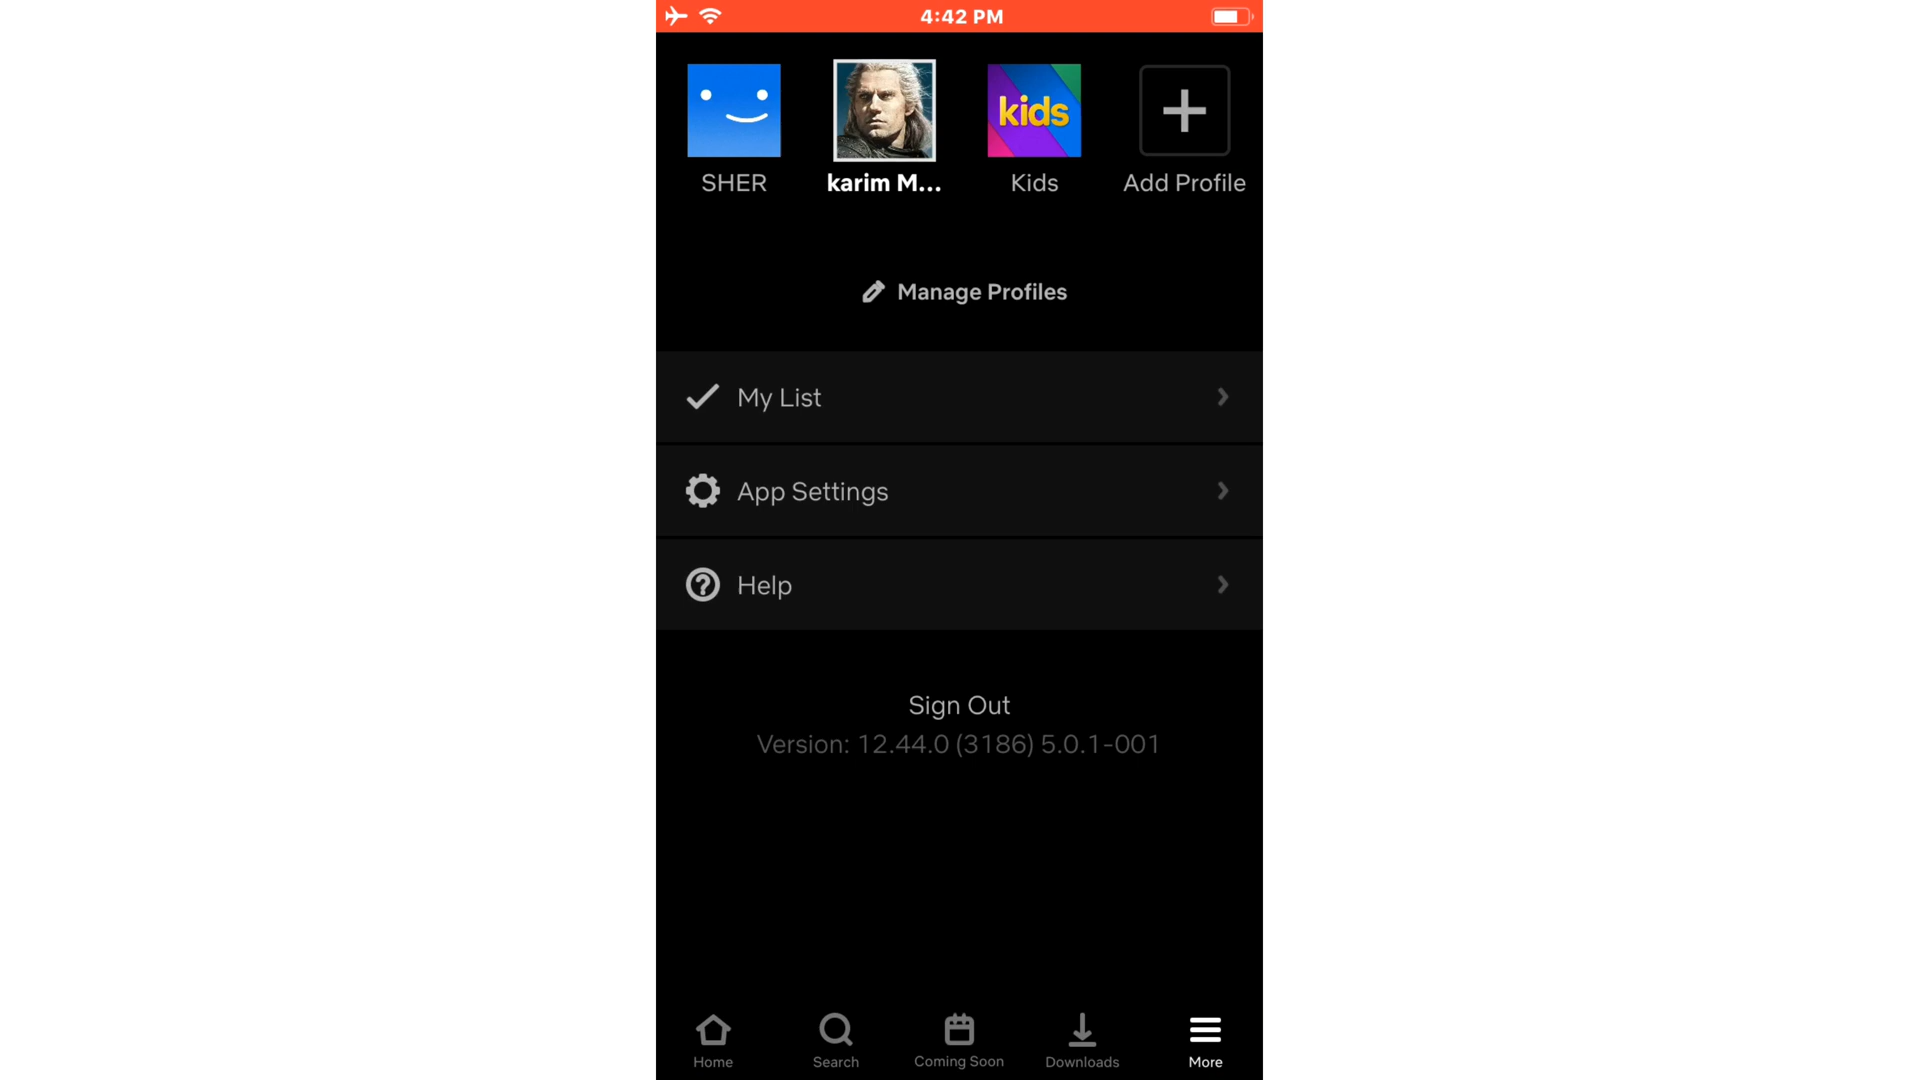 4:42 PM
kids
SHER
karim M...
Kids
Add Profile
Manage Profiles
My List
App Settings
Help
Sign Out
Version: 12.44.0 (3186) 5.0.1-001
Home
Search
Coming Soon
Downloads
More